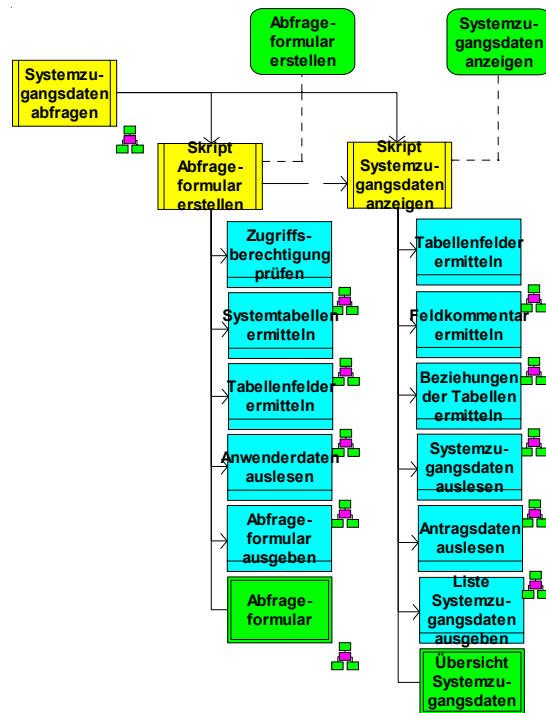 Abfrage-
formular
erstellen
Systemzu-
gangsdaten
anzeigen
Systemzu-
gangsdaten
abfragen
Skript
Abfrage-
formular
erstellen
Skript
Systemzu-
gangsdaten
anzeigen
Zugriffs-
berechtigung
prüfen
Systemtabellen
ermitteln
Tabellenfelder
ermitteln
Anwenderdaten
auslesen
Abfrage-
formular
ausgeben
Abfrage-
formular
Tabellenfelder
ermitteln
Feldkommentar
ermitteln
Beziehungen
der Tabellen
ermitteln
Systemzu-
gangsdaten
auslesen
Antragsdaten
auslesen
Liste
Systemzu-
gangsdaten
ausgeben
Übersicht
Systemzu-
gangsdaten